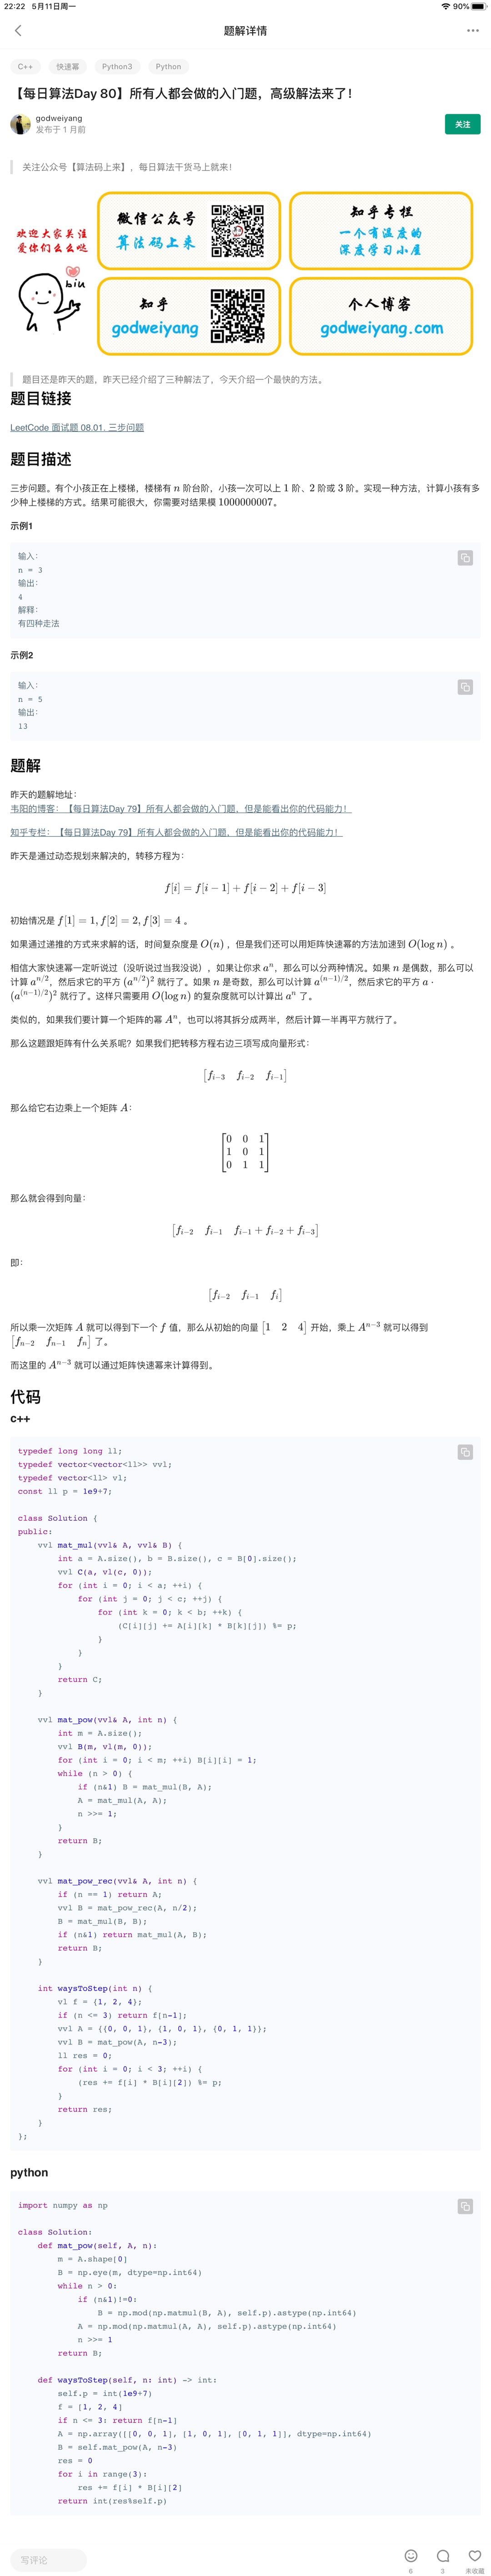 22:22 5月11日周一
90%
题解详情
C++ 快速幂 Python3 Python
【每日算法Day 80】所有人都会做的入门题，高级解法来了！
godweiyang
发布于 1 月前
关注
关注公众号【算法码上来】，每日算法干货马上就来！
欢迎大家关注
爱你们么么哒
biu
微信公众号
算法码上来
知乎专栏
一个有温度的
深度学习小屋
知乎
godweiyang
个人博客
godweiyang.com
题目还是昨天的题，昨天已经介绍了三种解法了，今天介绍一个最快的方法。
题目链接
LeetCode 面试题 08.01. 三步问题
题目描述
三步问题。有个小孩正在上楼梯，楼梯有 n 阶台阶，小孩一次可以上 1 阶、2 阶或 3 阶。实现一种方法，计算小孩有多
少种上楼梯的方式。结果可能很大，你需要对结果模 1000000007。
示例1
输入：
n = 3
输出：
4
解释：
有四种走法
示例2
输入：
n = 5
输出：
13
题解
昨天的题解地址：
韦阳的博客：【每日算法Day 79】所有人都会做的入门题，但是能看出你的代码能力！
知乎专栏：【每日算法Day 79】所有人都会做的入门题，但是能看出你的代码能力！
昨天是通过动态规划来解决的，转移方程为：
f[i] = f[i − 1] + f[i − 2] + f[i − 3]
初始情况是 f[1] = 1, f[2] = 2, f[3] = 4 。
如果通过递推的方式来求解的话，时间复杂度是 O(n) ，但是我们还可以用矩阵快速幂的方法加速到 O(log n) 。
相信大家快速幂一定听说过（没听说过当我没说），如果让你求 a^n，那么可以分两种情况。如果 n 是偶数，那么可以
计算 a^{n/2}，然后求它的平方 (a^{n/2})^2 就行了。如果 n 是奇数，那么可以计算 a^{(n−1)/2}，然后求它的平方 a ·
(a^{(n−1)/2})^2 就行了。这样只需要用 O(log n) 的复杂度就可以计算出 a^n 了。
类似的，如果我们要计算一个矩阵的幂 A^n，也可以将其拆分成两半，然后计算一半再平方就行了。
那么这题跟矩阵有什么关系呢？如果我们把转移方程右边三项写成向量形式：
[f_{i−3} f_{i−2} f_{i−1}]
那么给它右边乘上一个矩阵 A：
[0 0 1
1 0 1
0 1 1]
那么就会得到向量：
[f_{i−2} f_{i−1} f_{i−1} + f_{i−2} + f_{i−3}]
即：
[f_{i−2} f_{i−1} f_i]
所以乘一次矩阵 A 就可以得到下一个 f 值，那么从初始的向量 [1 2 4] 开始，乘上 A^{n−3} 就可以得到
[f_{n−2} f_{n−1} f_n] 了。
而这里的 A^{n−3} 就可以通过矩阵快速幂来计算得到。
代码
c++
typedef long long ll;
typedef vector<vector<ll>> vvl;
typedef vector<ll> vl;
const ll p = 1e9+7;
class Solution {
public:
    vvl mat_mul(vvl& A, vvl& B) {
        int a = A.size(), b = B.size(), c = B[0].size();
        vvl C(a, vl(c, 0));
        for (int i = 0; i < a; ++i) {
            for (int j = 0; j < c; ++j) {
                for (int k = 0; k < b; ++k) {
                    (C[i][j] += A[i][k] * B[k][j]) %= p;
                }
            }
        }
        return C;
    }
    vvl mat_pow(vvl& A, int n) {
        int m = A.size();
        vvl B(m, vl(m, 0));
        for (int i = 0; i < m; ++i) B[i][i] = 1;
        while (n > 0) {
            if (n&1) B = mat_mul(B, A);
            A = mat_mul(A, A);
            n >>= 1;
        }
        return B;
    }
    vvl mat_pow_rec(vvl& A, int n) {
        if (n == 1) return A;
        vvl B = mat_pow_rec(A, n/2);
        B = mat_mul(B, B);
        if (n&1) return mat_mul(A, B);
        return B;
    }
    int waysToStep(int n) {
        vl f = {1, 2, 4};
        if (n <= 3) return f[n-1];
        vvl A = {{0, 0, 1}, {1, 0, 1}, {0, 1, 1}};
        vvl B = mat_pow(A, n-3);
        ll res = 0;
        for (int i = 0; i < 3; ++i) {
            (res += f[i] * B[i][2]) %= p;
        }
        return res;
    }
};
python
import numpy as np
class Solution:
    def mat_pow(self, A, n):
        m = A.shape[0]
        B = np.eye(m, dtype=np.int64)
        while n > 0:
            if (n&1)!=0:
                B = np.mod(np.matmul(B, A), self.p).astype(np.int64)
            A = np.mod(np.matmul(A, A), self.p).astype(np.int64)
            n >>= 1
        return B;
    def waysToStep(self, n: int) -> int:
        self.p = int(1e9+7)
        f = [1, 2, 4]
        if n <= 3: return f[n-1]
        A = np.array([[0, 0, 1], [1, 0, 1], [0, 1, 1]], dtype=np.int64)
        B = self.mat_pow(A, n-3)
        res = 0
        for i in range(3):
            res += f[i] * B[i][2]
        return int(res%self.p)
写评论
6 3 未收藏